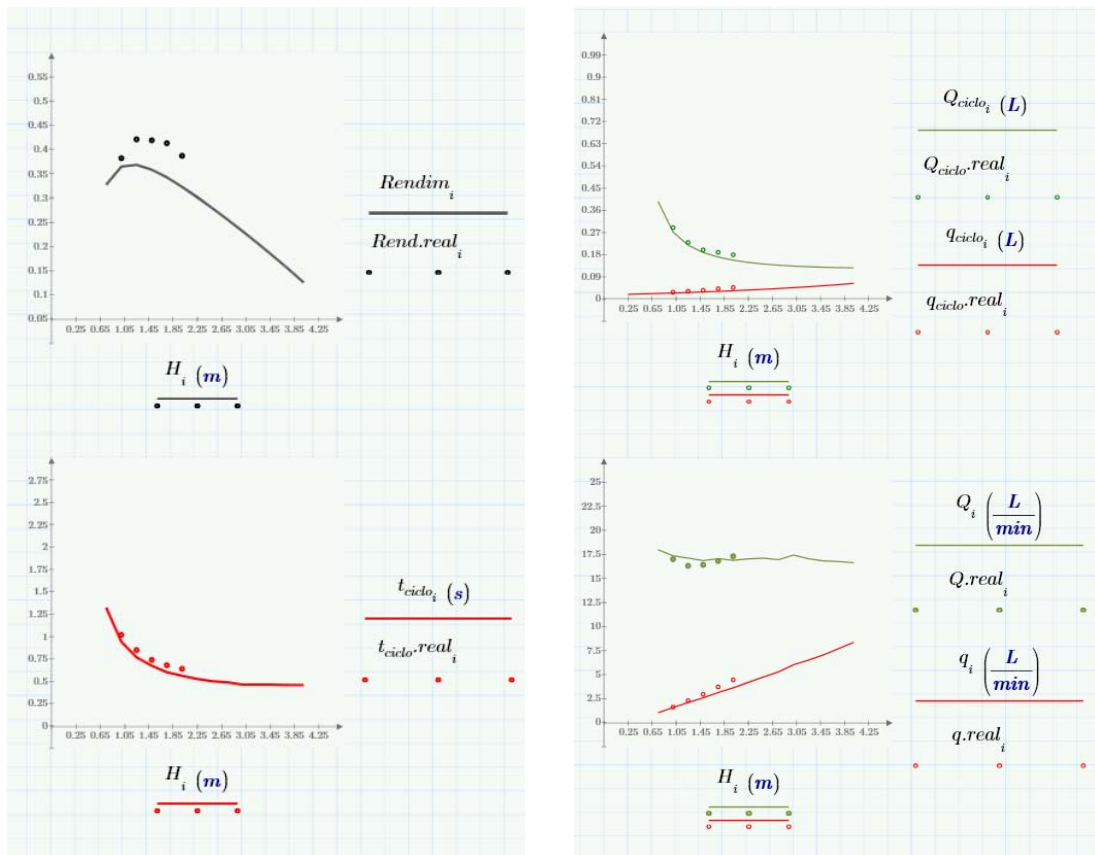 0.55
0.5
0.45
0.4
0.35
0.3
0.25
0.2
0.15
0.1
0.05
0.25 0.65 1.05 1.45 1.85 2.25 2.65 3.05 3.45 3.85 4.25
H_i (m)
Rendim_i
Rend.real_i
0.99
0.9
0.81
0.72
0.63
0.54
0.45
0.36
0.27
0.18
0.09
0
0.25 0.65 1.05 1.45 1.85 2.25 2.65 3.05 3.45 3.85 4.25
H_i (m)
Q_ciclo_i (L)
Q_ciclo.real_i
q_ciclo_i (L)
q_ciclo.real_i
2.75
2.5
2.25
2
1.75
1.5
1.25
1
0.75
0.5
0.25
0
0.25 0.65 1.05 1.45 1.85 2.25 2.65 3.05 3.45 3.85 4.25
H_i (m)
t_ciclo_i (s)
t_ciclo.real_i
25
22.5
20
17.5
15
12.5
10
7.5
5
2.5
0
0.25 0.65 1.05 1.45 1.85 2.25 2.65 3.05 3.45 3.85 4.25
H_i (m)
Q_i (L/min)
Q.real_i
q_i (L/min)
q.real_i